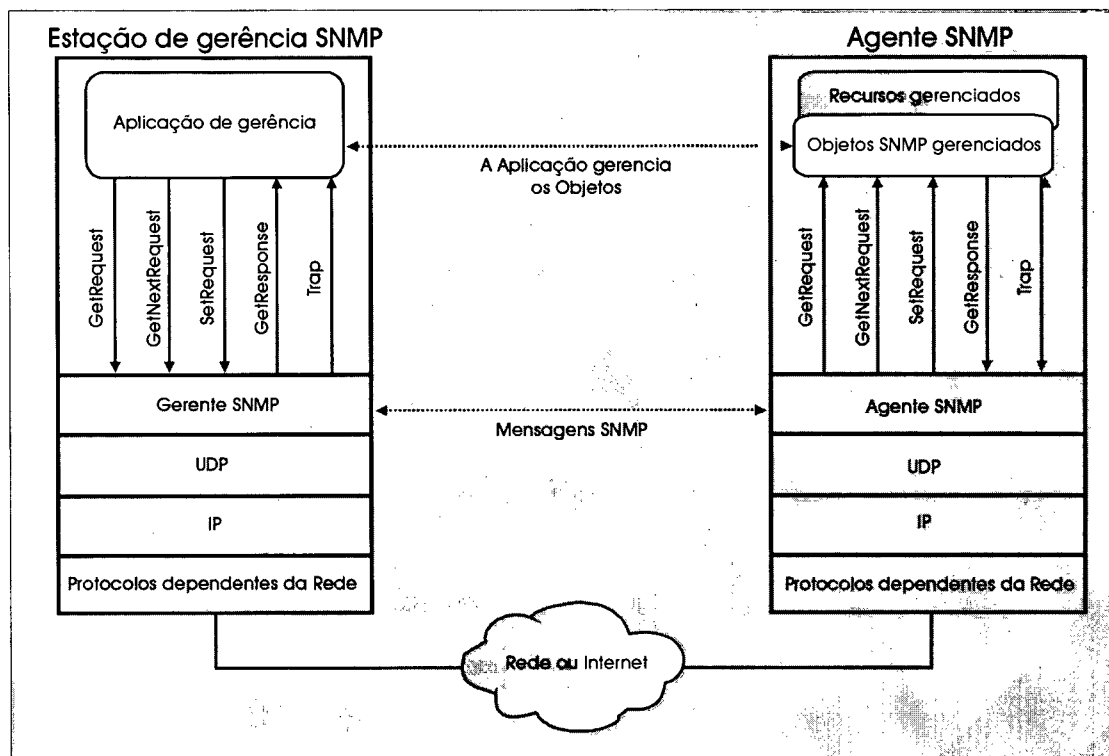 Estação de gerência SNMP
Agente SNMP
Aplicação de gerência
Recursos gerenciados
Objetos SNMP gerenciados
A Aplicação gerencia
os Objetos
GetRequest
GetNextRequest
SetRequest
GetResponse
Trap
GetRequest
GetNextRequest
SetRequest
GetResponse
Trap
Gerente SNMP
Agente SNMP
Mensagens SNMP
UDP
UDP
IP
IP
Protocolos dependentes da Rede
Protocolos dependentes da Rede
Rede ou Internet